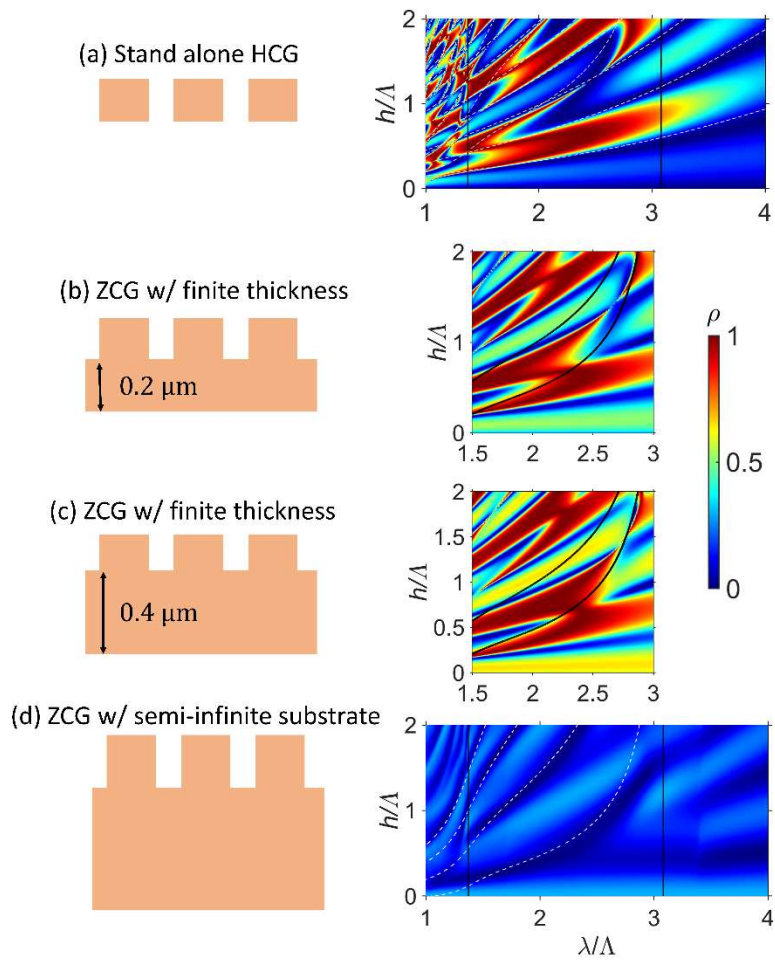 (a) Stand alone HCG
h/Λ
2
1
0
1 2 3 4
(b) ZCG w/ finite thickness
0.2 μm
h/Λ
2
1
0
1.5 2 2.5 3
ρ
1
0.5
0
(c) ZCG w/ finite thickness
0.4 μm
h/Λ
2
1.5
1
0.5
0
1.5 2 2.5 3
(d) ZCG w/ semi-infinite substrate
h/Λ
2
1
0
1 2 3 4
λ/Λ